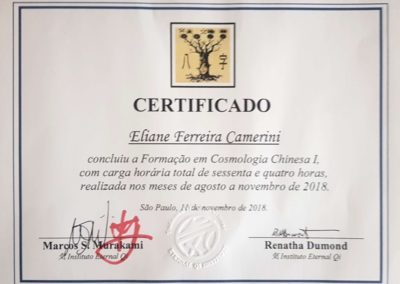 八 字
CERTIFICADO
Eliane Ferreira Camerini
concluiu a Formação em Cosmologia Chinesa I,
com carga horária total de sessenta e quatro horas,
realizada nos meses de agosto a novembro de 2018.
São Paulo, de novembro de 2018.
Marcos S. Murakami Renatha Dumond
Instituto Eternal Qi Instituto Eternal Qi